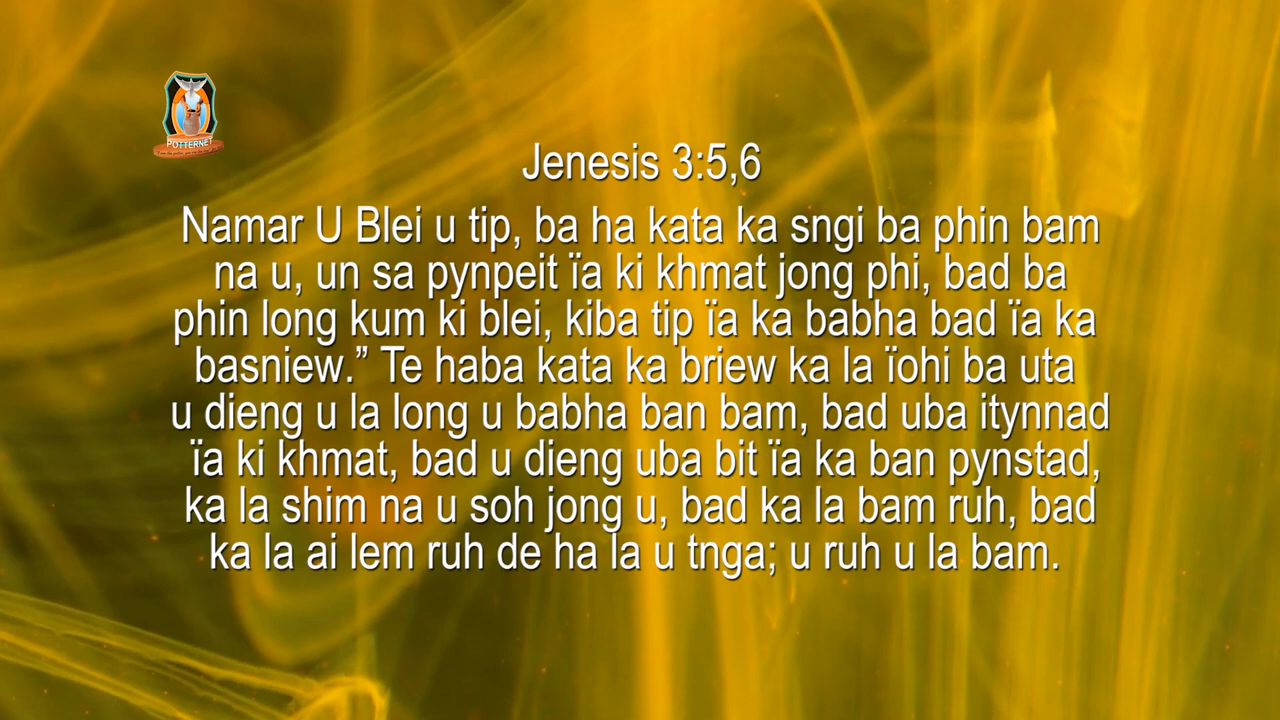 POTTERNET
Jenesis 3:5,6
Namar U Blei u tip, ba ha kata ka sngi ba phin bam
na u, un sa pynpeit ïa ki khmat jong phi, bad ba
phin long kum ki blei, kiba tip ïa ka babha bad ïa ka
basniew.” Te haba kata ka briew ka la ïohi ba uta
u dieng u la long u babha ban bam, bad uba itynnad
ïa ki khmat, bad u dieng uba bit ïa ka ban pynstad,
ka la shim na u soh jong u, bad ka la bam ruh, bad
ka la ai lem ruh de ha la u tnga; u ruh u la bam.